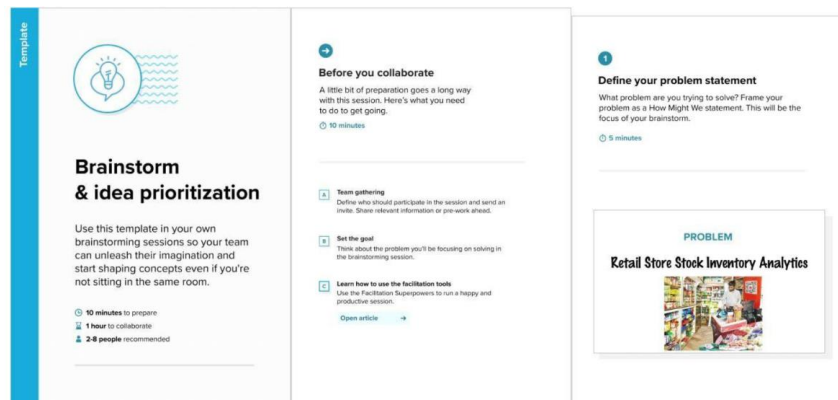 Template
Brainstorm
& idea prioritization
Use this template in your own
brainstorming sessions so your team
can unleash their imagination and
start shaping concepts even if you're
not sitting in the same room.
10 minutes to prepare
1 hour to collaborate
2-8 people recommended
Before you collaborate
A little bit of preparation goes a long way
with this session. Here's what you need
to do to get going.
10 minutes
A
Team gathering
Define who should participate in the session and send an
invite. Share relevant information or pre-work ahead.
B
Set the goal
Think about the problem you'll be focusing on solving in
the brainstorming session.
C
Learn how to use the facilitation tools
Use the Facilitation Superpowers to run a happy and
productive session.
Open article
1
Define your problem statement
What problem are you trying to solve? Frame your
problem as a How Might We statement. This will be the
focus of your brainstorm.
5 minutes
PROBLEM
Retail Store Stock Inventory Analytics